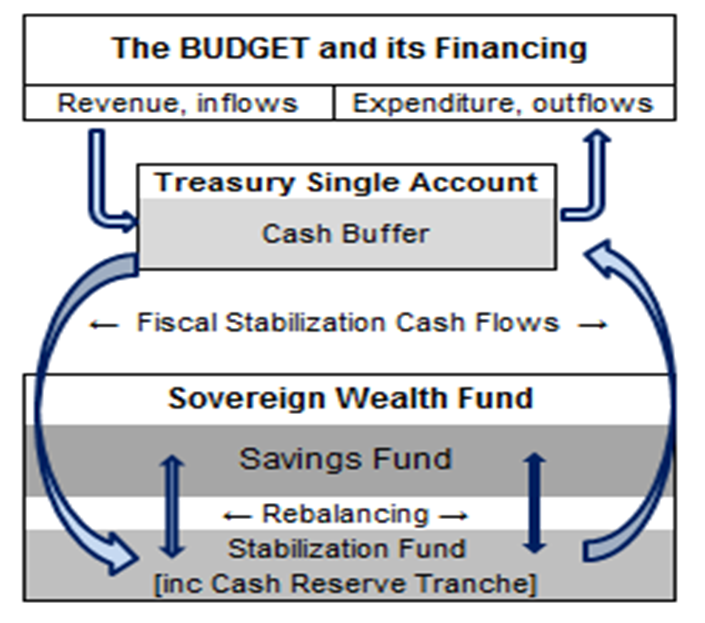 The BUDGET and its Financing
Revenue, inflows
Expenditure, outflows
Treasury Single Account
Cash Buffer
← Fiscal Stabilization Cash Flows →
Sovereign Wealth Fund
Savings Fund
← Rebalancing →
Stabilization Fund
[inc Cash Reserve Tranche]